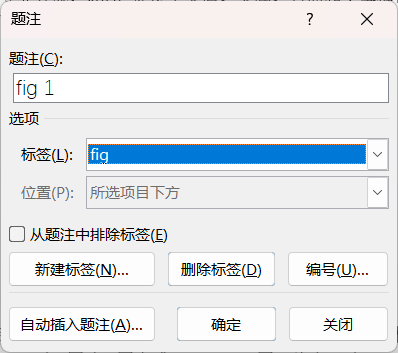 题注
?
题注(C):
fig 1
选项
标签(L):
fig
位置(P):
所选项目下方
从题注中排除标签(E)
新建标签(N)...
删除标签(D)
编号(U)...
自动插入题注(A)...
确定
关闭